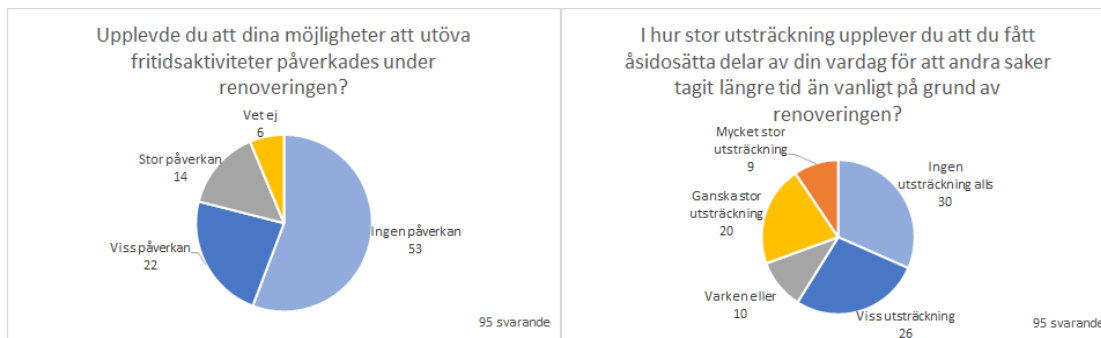 Upplevde du att dina möjligheter att utöva
fritidsaktiviteter påverkades under
renoveringen?
Vet ej
6
Stor påverkan
14
Viss påverkan
22
Ingen påverkan
53
95 svarande
I hur stor utsträckning upplever du att du fått
åsidosätta delar av din vardag för att andra saker
tagit längre tid än vanligt på grund av
renoveringen?
Mycket stor
utsträckning
9
Ingen
utsträckning alls
30
Ganska stor
utsträckning
20
Varken eller
10
Viss utsträckning
26
95 svarande